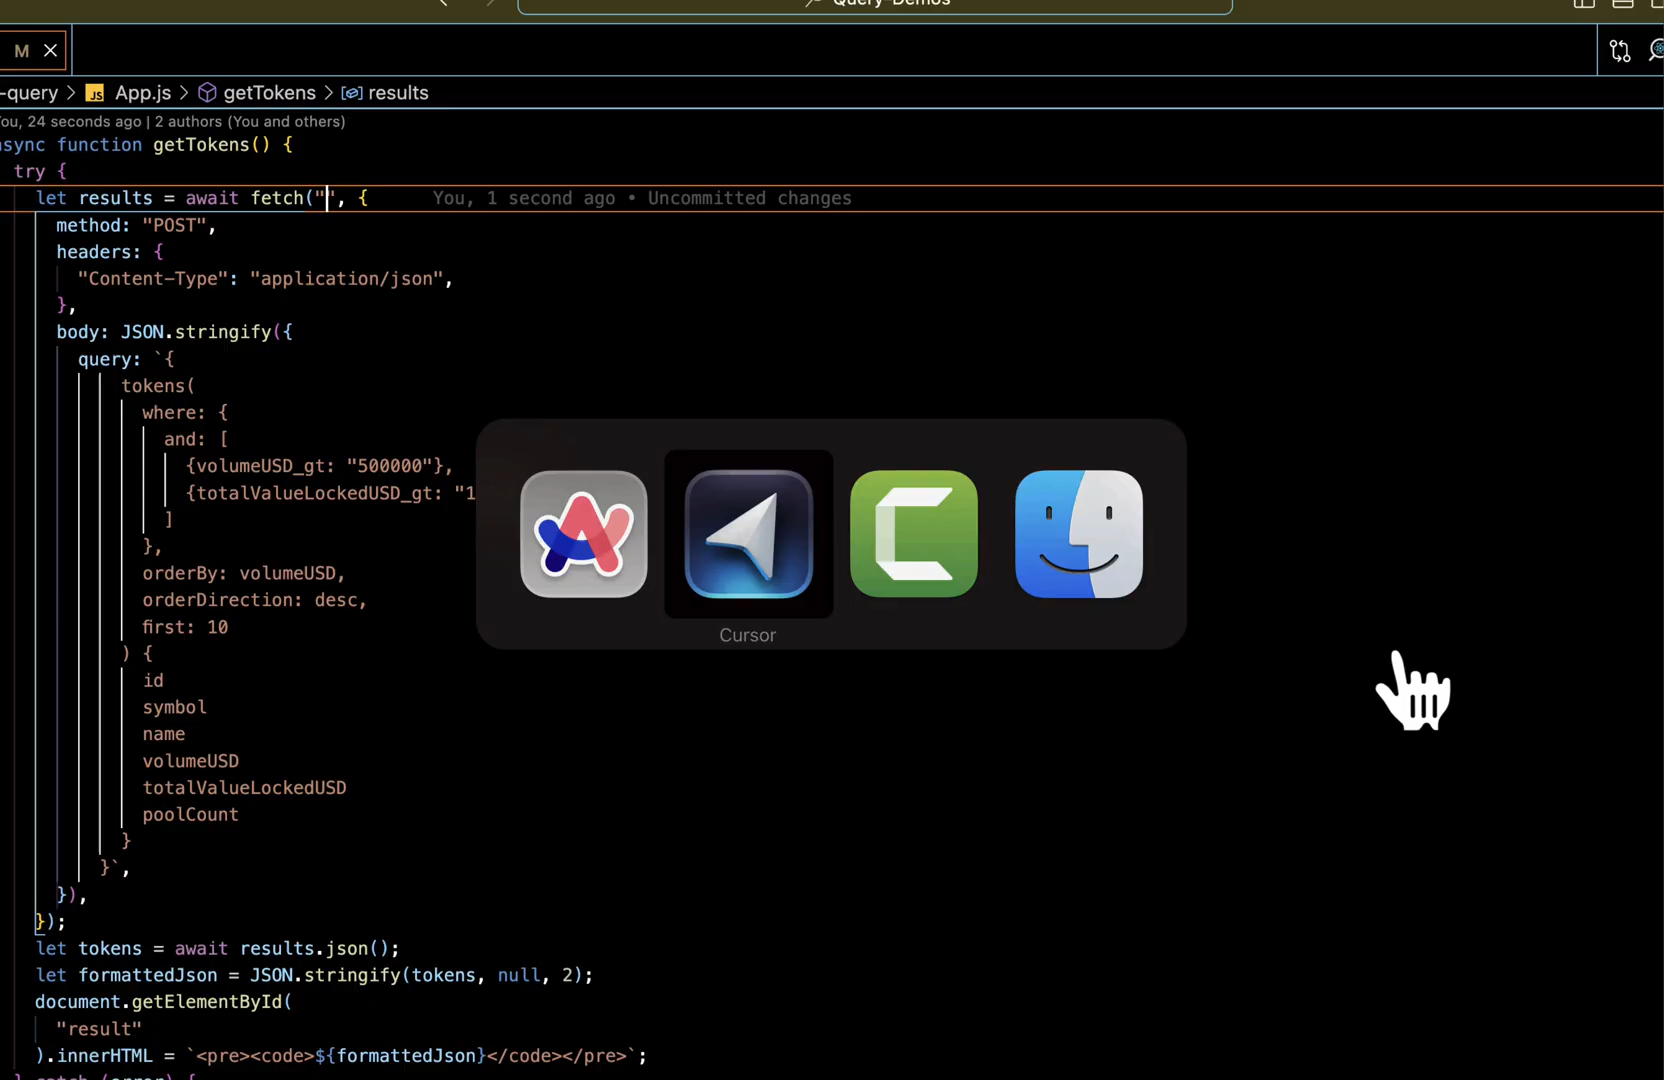 Query-Demos
M
-query > JS App.js > getTokens > results
You, 24 seconds ago | 2 authors (You and others)
async function getTokens() {
try {
let results = await fetch("", { You, 1 second ago • Uncommitted changes
method: "POST",
headers: {
"Content-Type": "application/json",
},
body: JSON.stringify({
query: `{
tokens(
where: {
and: [
{volumeUSD_gt: "500000"},
{totalValueLockedUSD_gt: "1
]
},
orderBy: volumeUSD,
orderDirection: desc,
first: 10
) {
id
symbol
name
volumeUSD
totalValueLockedUSD
poolCount
}
}`,
}),
});
let tokens = await results.json();
let formattedJson = JSON.stringify(tokens, null, 2);
document.getElementById(
"result"
).innerHTML = `<pre><code>${formattedJson}</code></pre>`;
} catch (error) {
Cursor